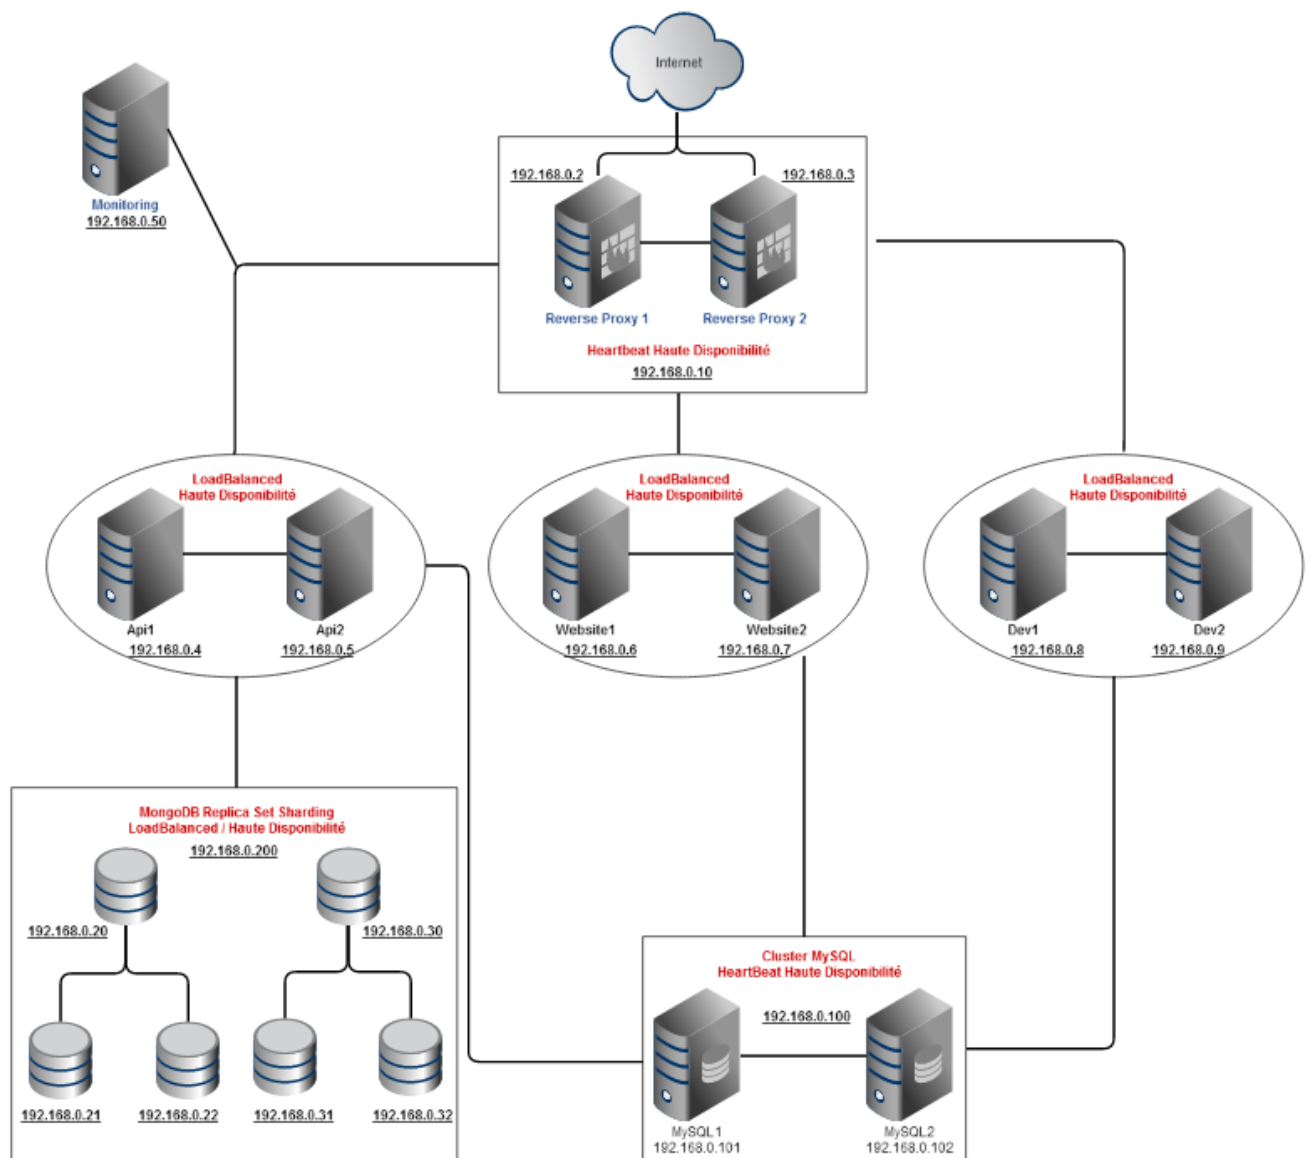 Internet
192.168.0.2
192.168.0.3
Monitoring
192.168.0.50
Reverse Proxy 1
Reverse Proxy 2
Heartbeat Haute Disponibilité
192.168.0.10
LoadBalanced
Haute Disponibilité
Api1
Api2
192.168.0.4
192.168.0.5
LoadBalanced
Haute Disponibilité
Website1
Website2
192.168.0.6
192.168.0.7
LoadBalanced
Haute Disponibilité
Dev1
Dev2
192.168.0.8
192.168.0.9
MongoDB Replica Set Sharding
LoadBalanced / Haute Disponibilité
192.168.0.200
192.168.0.20
192.168.0.30
192.168.0.21
192.168.0.22
192.168.0.31
192.168.0.32
Cluster MySQL
HeartBeat Haute Disponibilité
192.168.0.100
MySQL1
192.168.0.101
MySQL2
192.168.0.102